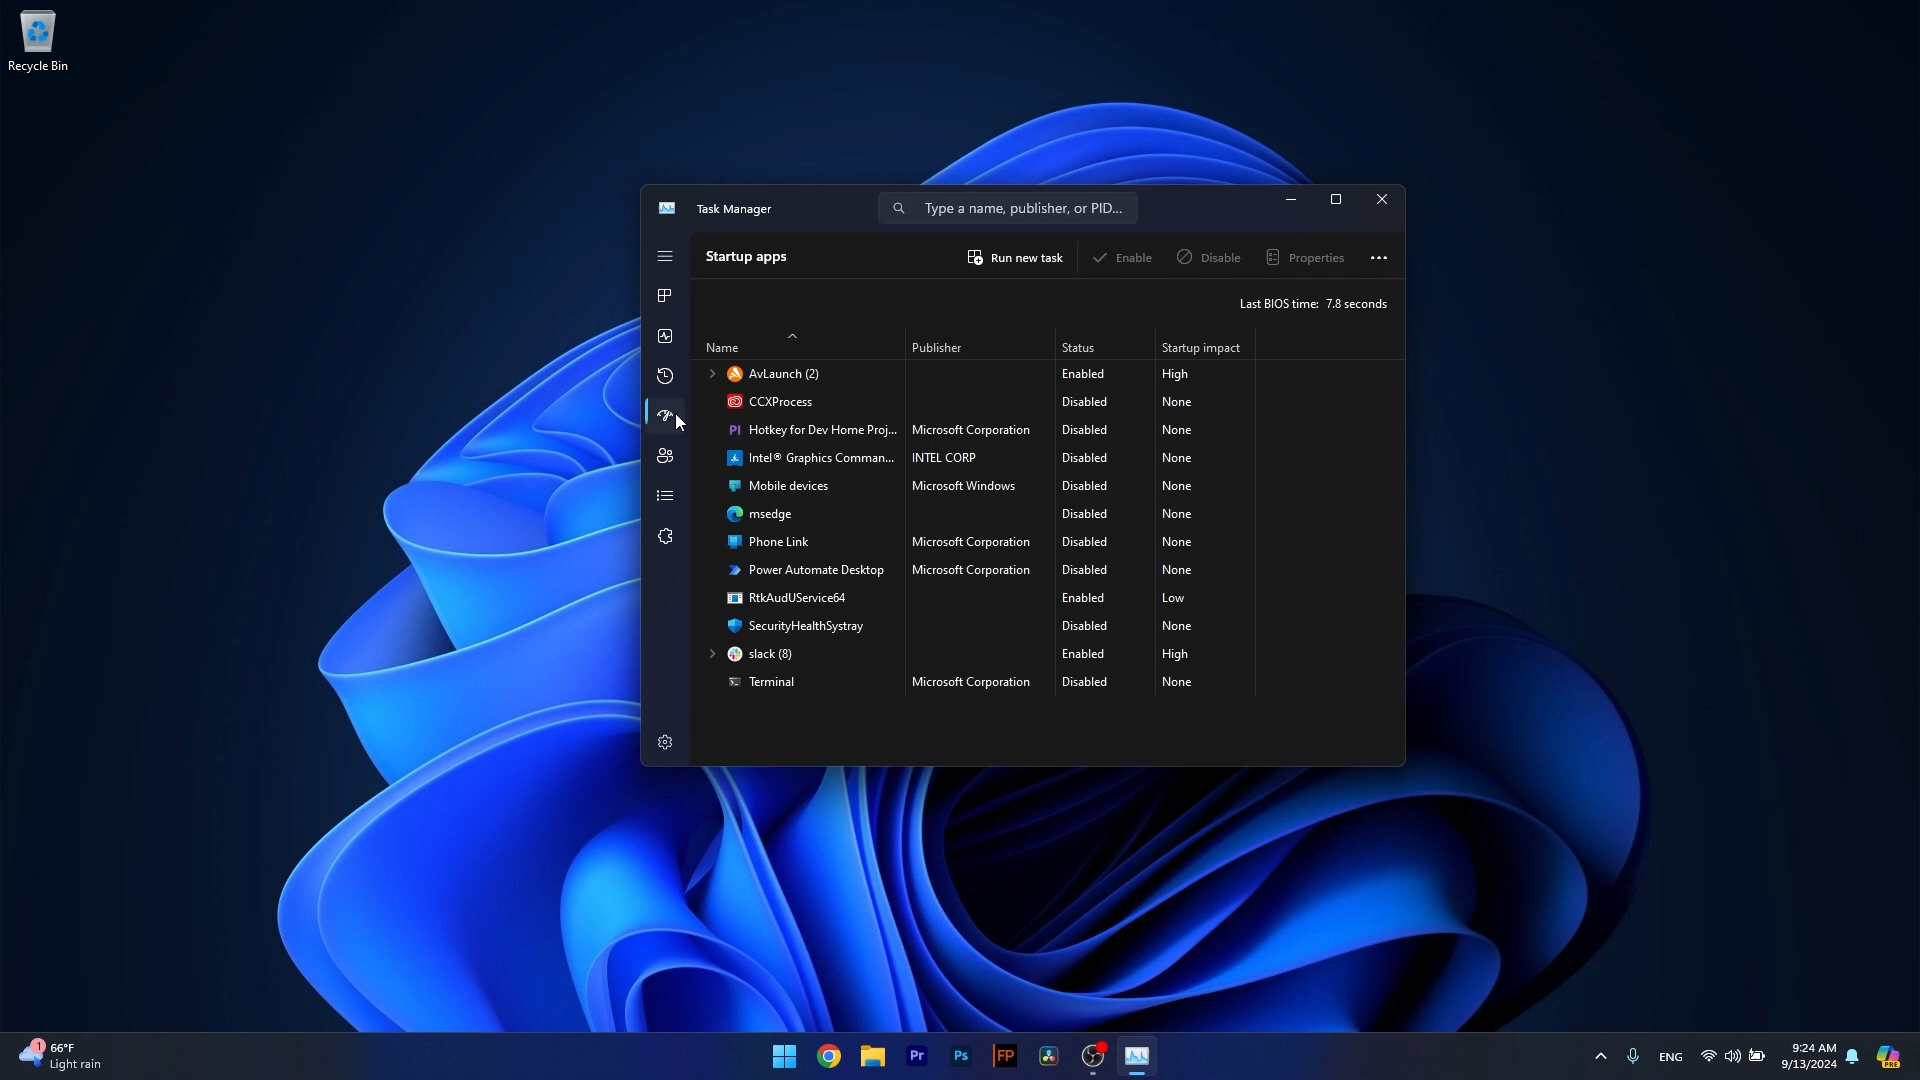 Recycle Bin
Task Manager
Type a name, publisher, or PID...
Startup apps
Run new task
Enable
Disable
Properties
Last BIOS time: 7.8 seconds
Name Publisher Status Startup impact
AvLaunch (2) Enabled High
CCXProcess Disabled None
Hotkey for Dev Home Proj... Microsoft Corporation Disabled None
Intel® Graphics Comman... INTEL CORP Disabled None
Mobile devices Microsoft Windows Disabled None
msedge Disabled None
Phone Link Microsoft Corporation Disabled None
Power Automate Desktop Microsoft Corporation Disabled None
RtkAudUService64 Enabled Low
SecurityHealthSystray Disabled None
slack (8) Enabled High
Terminal Microsoft Corporation Disabled None
1
66°F
Light rain
Pr
Ps
FP
ENG
9:24 AM
9/13/2024
PRE